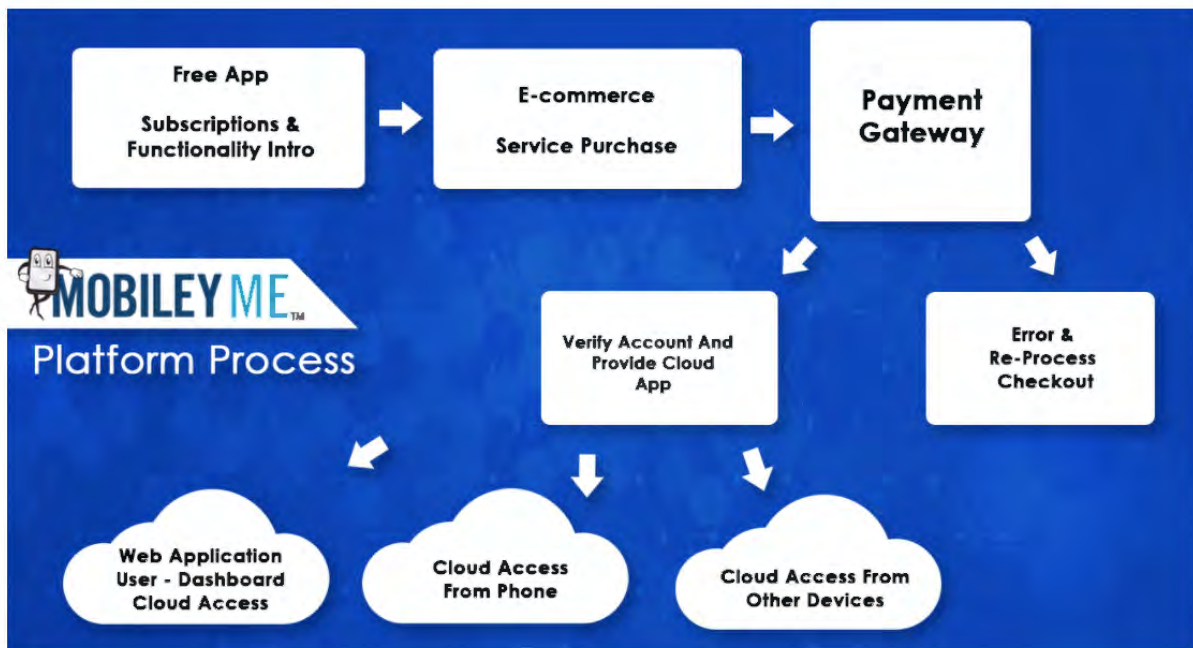 Free App
Subscriptions &
Functionality Intro
E-commerce
Service Purchase
Payment
Gateway
MOBILEY ME™
Platform Process
Verify Account And
Provide Cloud
App
Error &
Re-Process
Checkout
Web Application
User - Dashboard
Cloud Access
Cloud Access
From Phone
Cloud Access From
Other Devices